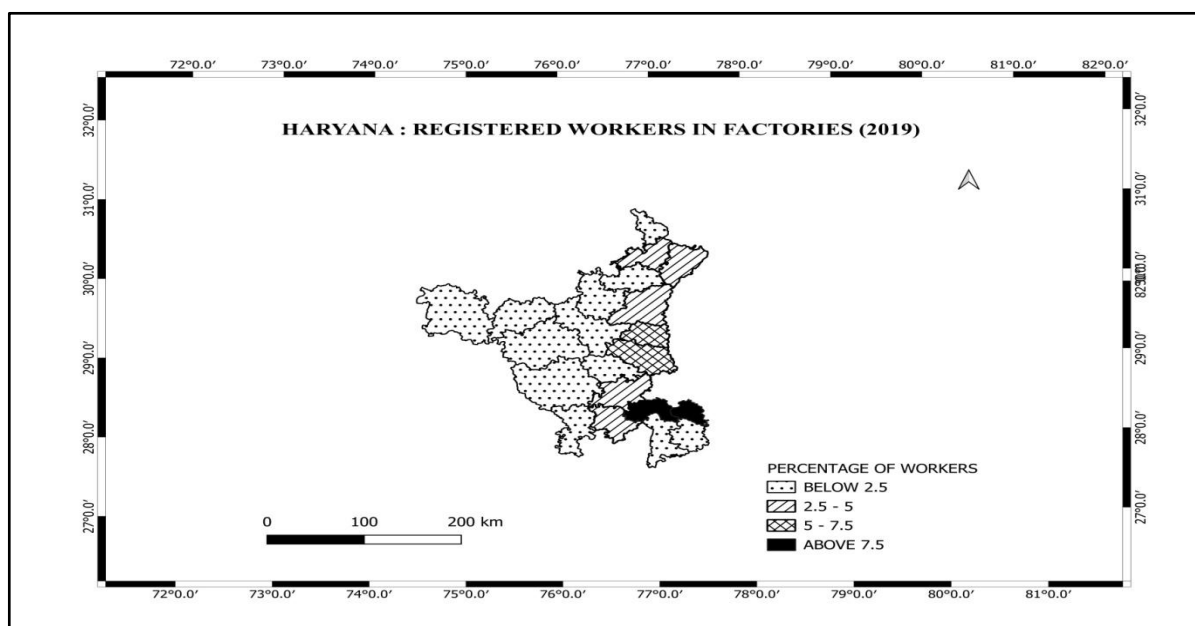 72°0.0' 73°0.0' 74°0.0' 75°0.0' 76°0.0' 77°0.0' 78°0.0' 79°0.0' 80°0.0' 81°0.0' 82°0.0'
HARYANA : REGISTERED WORKERS IN FACTORIES (2019)
32°0.0' 31°0.0' 30°0.0' 29°0.0' 28°0.0' 27°0.0'
32°0.0' 31°0.0' 29°0.0' 28°0.0' 27°0.0'
PERCENTAGE OF WORKERS
BELOW 2.5
2.5 - 5
5 - 7.5
ABOVE 7.5
0 100 200 km
72°0.0' 73°0.0' 74°0.0' 75°0.0' 76°0.0' 77°0.0' 78°0.0' 79°0.0' 80°0.0' 81°0.0'